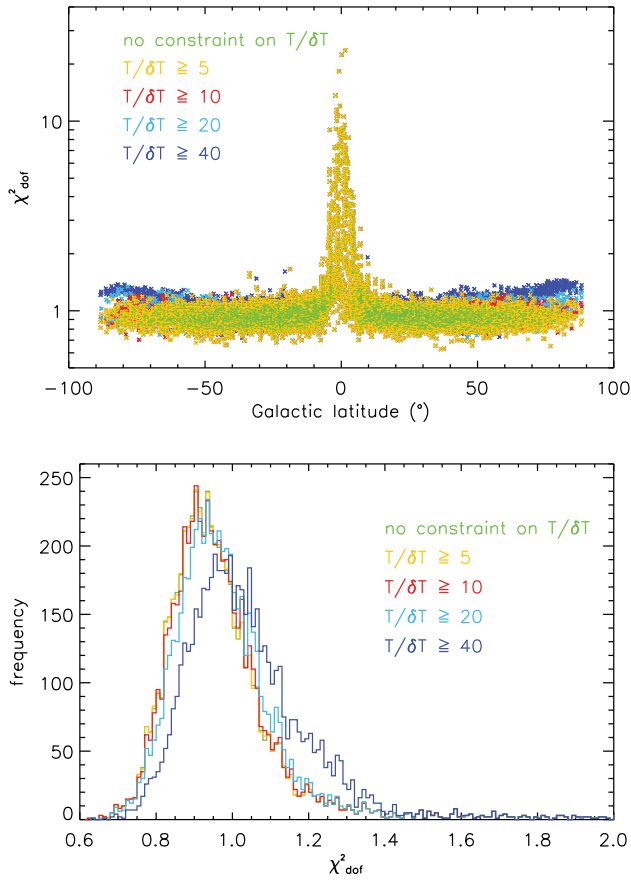 no constraint on T/δT
T/δT ≧ 5
T/δT ≧ 10
T/δT ≧ 20
T/δT ≧ 40
10
1
χ²dof
−100 −50 0 50 100
Galactic latitude (°)
250
200
150
100
50
0
frequency
no constraint on T/δT
T/δT ≧ 5
T/δT ≧ 10
T/δT ≧ 20
T/δT ≧ 40
0.6 0.8 1.0 1.2 1.4 1.6 1.8 2.0
χ²dof